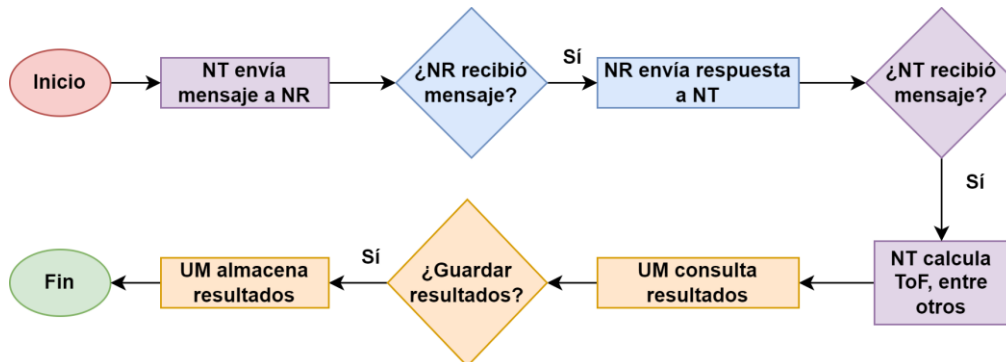 Inicio
NT envía
mensaje a NR
¿NR recibió
mensaje?
Sí
NR envía respuesta
a NT
¿NT recibió
mensaje?
Sí
NT calcula
ToF, entre
otros
UM consulta
resultados
¿Guardar
resultados?
Sí
UM almacena
resultados
Fin